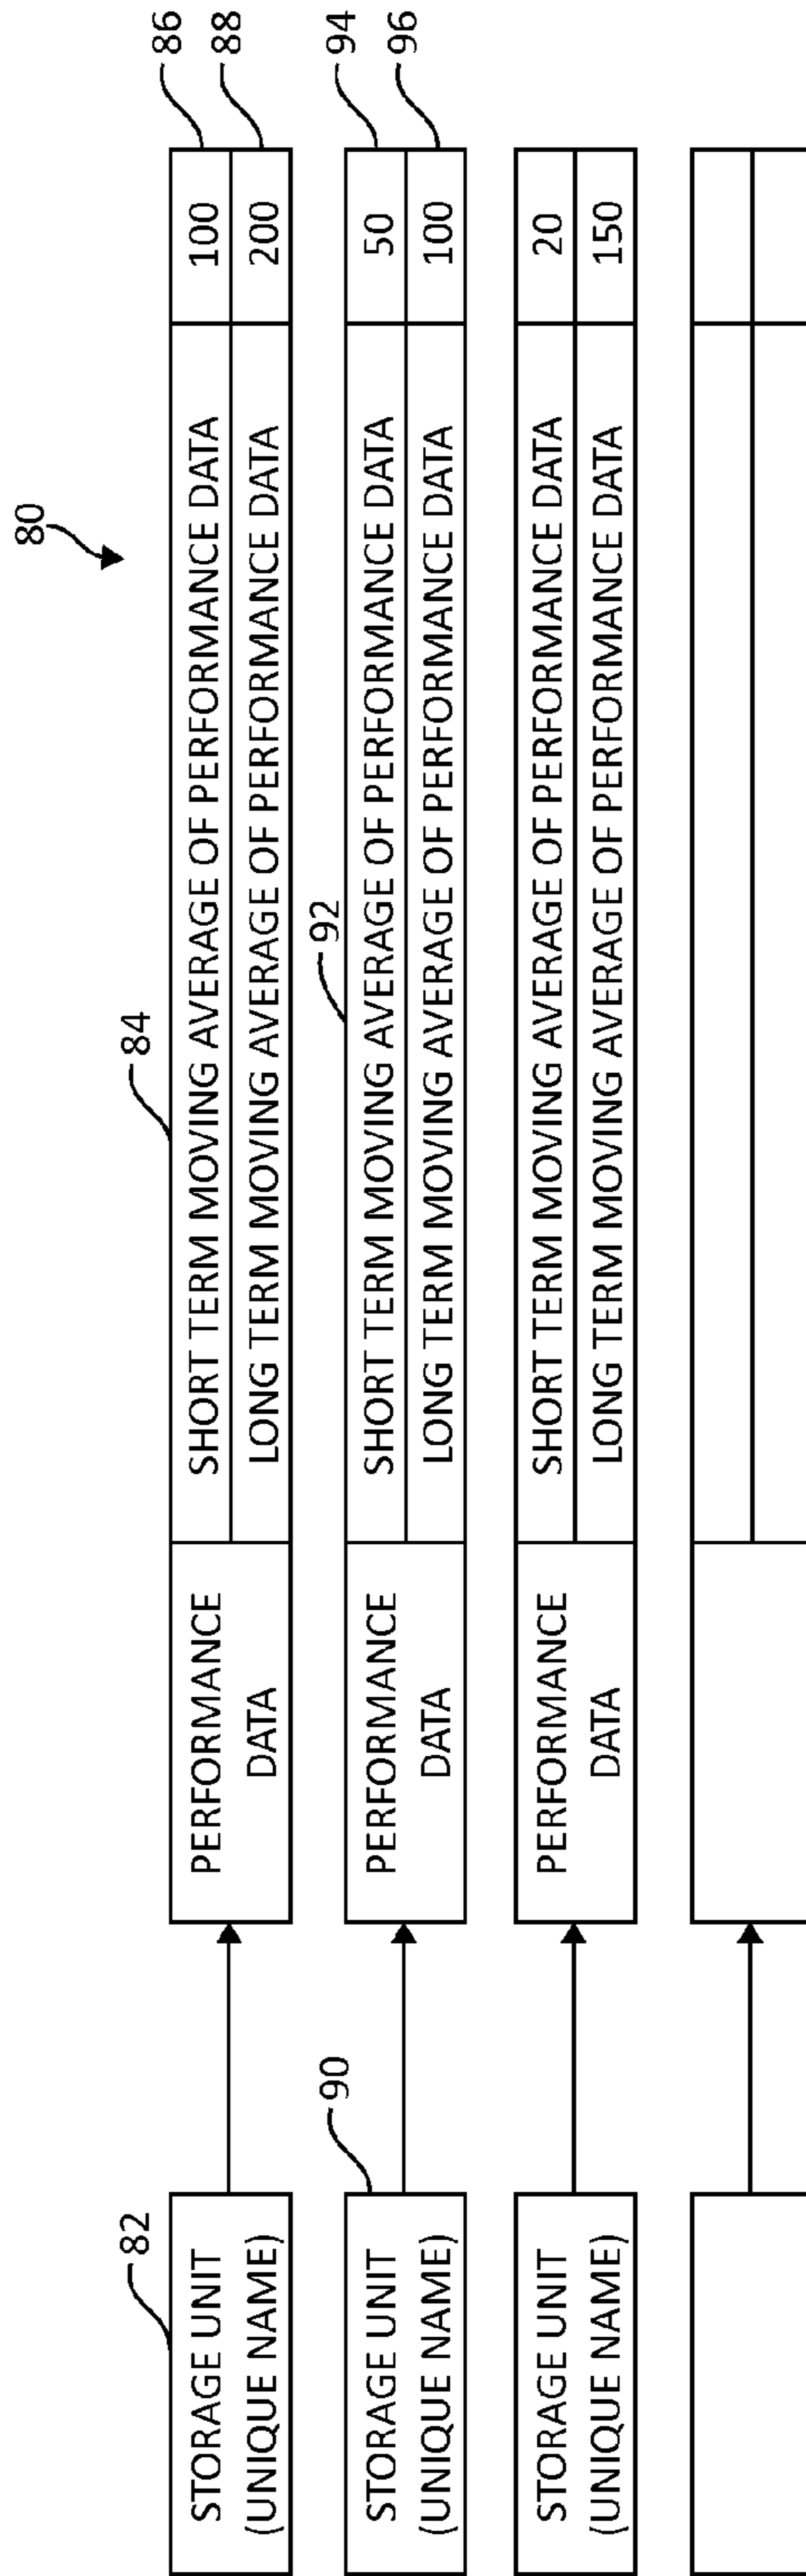 80
82
84
STORAGE UNIT
(UNIQUE NAME)
PERFORMANCE
DATA
SHORT TERM MOVING AVERAGE OF PERFORMANCE DATA
100
86
LONG TERM MOVING AVERAGE OF PERFORMANCE DATA
200
88
90
92
STORAGE UNIT
(UNIQUE NAME)
PERFORMANCE
DATA
SHORT TERM MOVING AVERAGE OF PERFORMANCE DATA
50
94
LONG TERM MOVING AVERAGE OF PERFORMANCE DATA
100
96
STORAGE UNIT
(UNIQUE NAME)
PERFORMANCE
DATA
SHORT TERM MOVING AVERAGE OF PERFORMANCE DATA
20
LONG TERM MOVING AVERAGE OF PERFORMANCE DATA
150